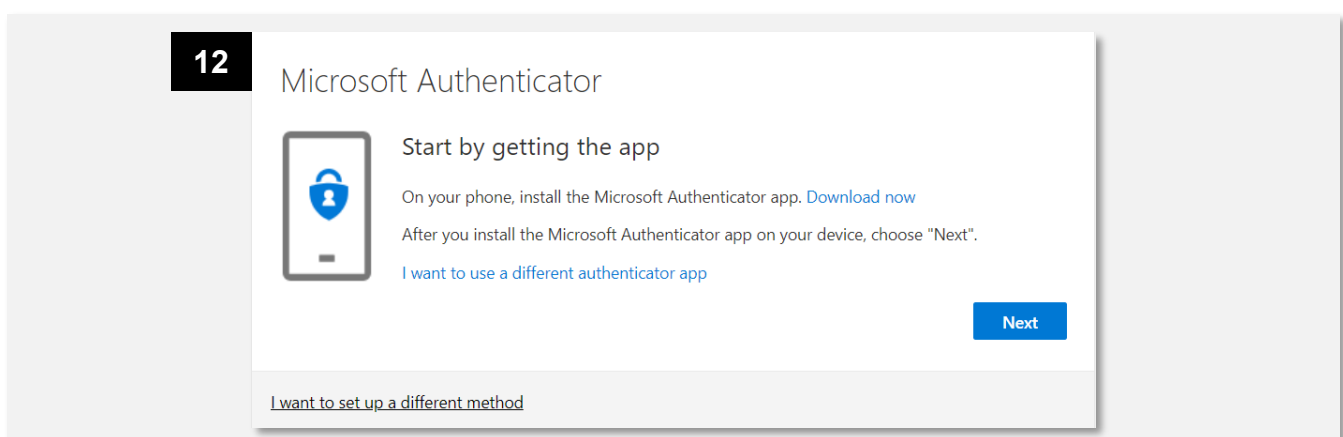 12
Microsoft Authenticator
Start by getting the app
On your phone, install the Microsoft Authenticator app. Download now
After you install the Microsoft Authenticator app on your device, choose "Next".
I want to use a different authenticator app
Next
I want to set up a different method